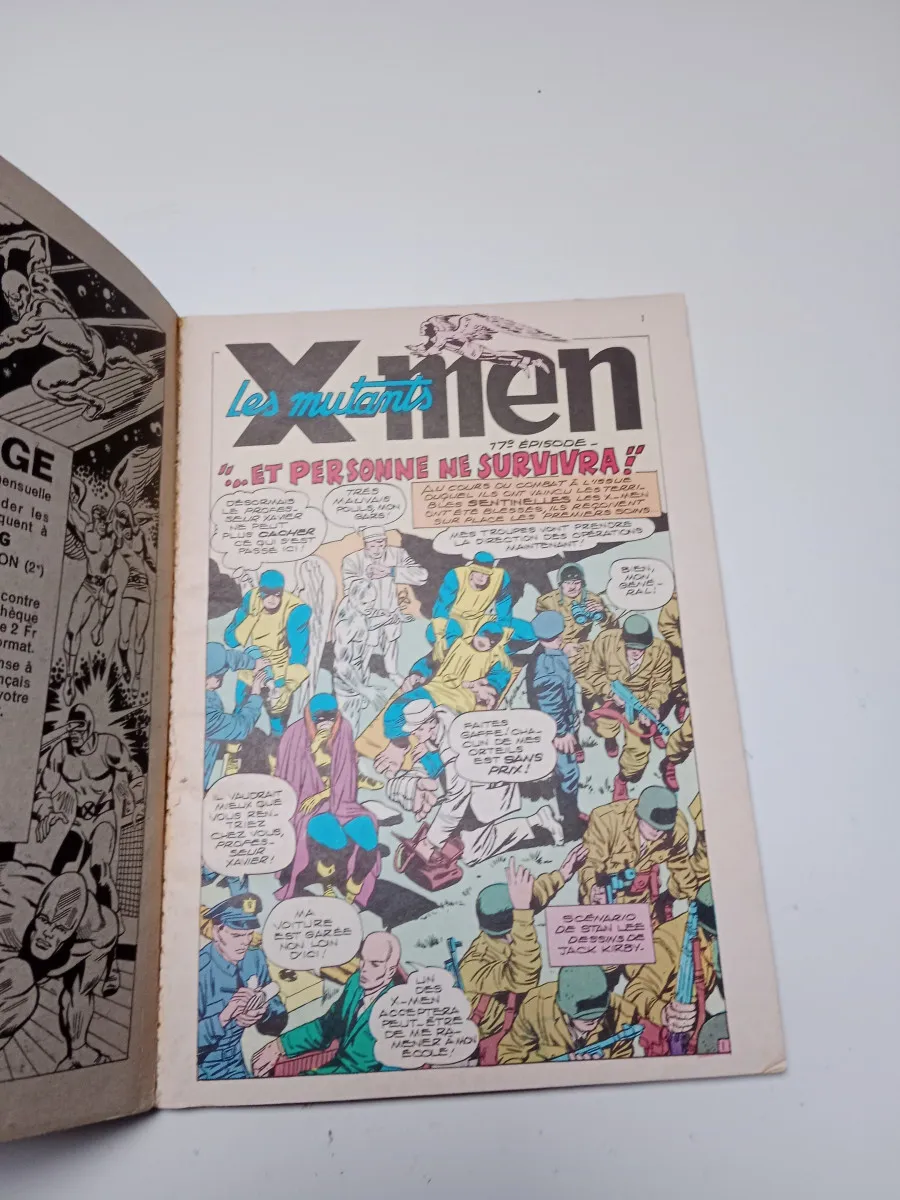 GE
ensuelle
der les
quent à
G
ON (2e)
contre
thèque
e 2 Fr
ormat.
nse à
nçais
votre
1
X-men
Les mutants
17e ÉPISODE -
"...ET PERSONNE NE SURVIVRA!"
AU COURS DU COMBAT À L'ISSUE
DUQUEL ILS ONT VAINCU LES TERRI-
BLES SENTINELLES LES X-MEN
ONT ÉTÉ BLESSÉS, ILS REÇOIVENT
SUR PLACE LES PREMIERS SOINS
DÉSORMAIS
LE PROFES-
SEUR XAVIER
NE PEUT
PLUS CACHER
CE QUI S'EST
PASSÉ ICI!
TRÈS
MAUVAIS
POULS, MON
GARS!
MES TROUPES VONT PRENDRE
LA DIRECTION DES OPÉRATIONS
MAINTENANT!
BIEN,
MON
GÉNÉ-
RAL!
FAITES
GAFFE! CHA-
CUN DE MES
ORTEILS
EST SANS
PRIX!
IL VAUDRAIT
MIEUX QUE
VOUS REN-
TRIEZ
CHEZ VOUS,
PROFES-
SEUR
XAVIER!
MA
VOITURE
EST GARÉE
NON LOIN
D'ICI!
UN
DES
X-MEN
ACCEPTERA
PEUT-ÊTRE
DE ME RA-
MENER À MON
ÉCOLE!
SCÉNARIO
DE STAN LEE
DESSINS DE
JACK KIRBY-
1